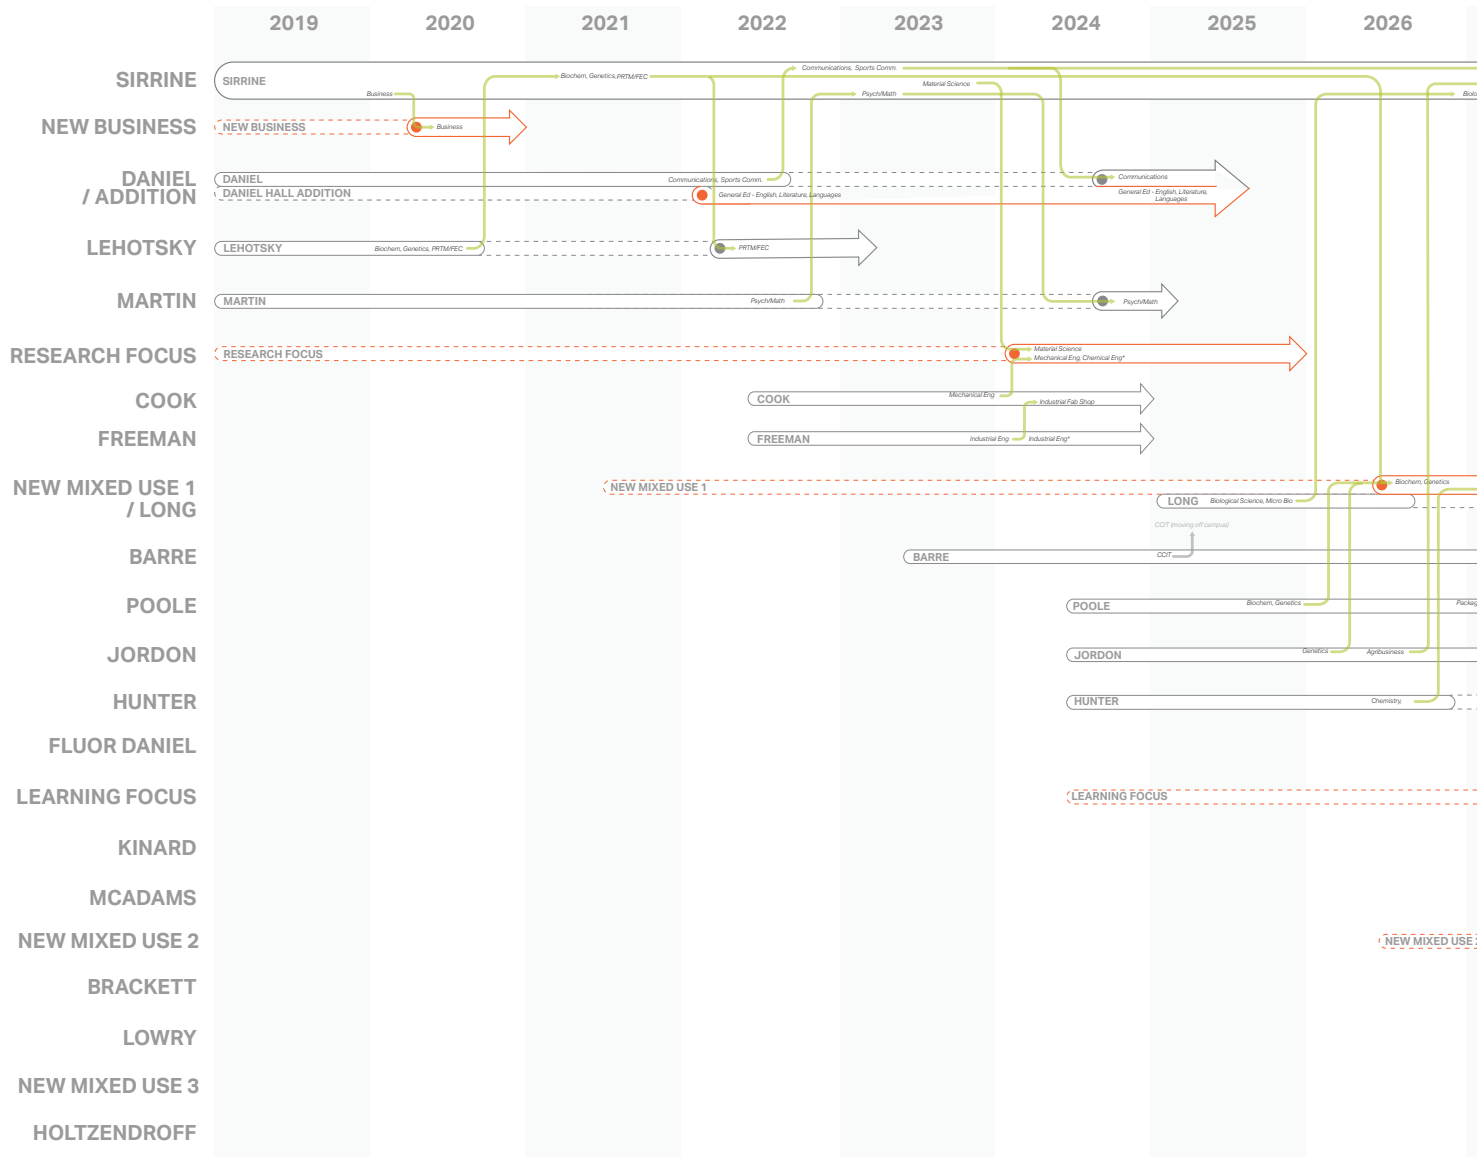 2019 2020 2021 2022 2023 2024 2025 2026
SIRRINE
SIRRINE
Business
Biochem, Genetics, PRTM/FEC
Communications, Sports Comm.
Psych/Math
Material Science
NEW BUSINESS
NEW BUSINESS
Business
DANIEL
/ ADDITION
DANIEL
Communications, Sports Comm.
Communications
DANIEL HALL ADDITION
General Ed - English, Literature, Languages
General Ed - English, Literature,
Languages
LEHOTSKY
LEHOTSKY
Biochem, Genetics, PRTM/FEC
PRTM/FEC
MARTIN
MARTIN
Psych/Math
Psych/Math
RESEARCH FOCUS
RESEARCH FOCUS
Material Science
Mechanical Eng, Chemical Eng*
COOK
COOK
Mechanical Eng
Industrial Fab Shop
FREEMAN
FREEMAN
Industrial Eng
Industrial Eng*
NEW MIXED USE 1
/ LONG
NEW MIXED USE 1
Biochem, Genetics
LONG
Biological Science, Micro Bio
CCIT (moving off campus)
BARRE
BARRE
CCIT
POOLE
POOLE
Biochem, Genetics
JORDON
JORDON
Genetics
Agribusiness
HUNTER
HUNTER
Chemistry,
FLUOR DANIEL
LEARNING FOCUS
LEARNING FOCUS
KINARD
MCADAMS
NEW MIXED USE 2
NEW MIXED USE 2
BRACKETT
LOWRY
NEW MIXED USE 3
HOLTZENDROFF